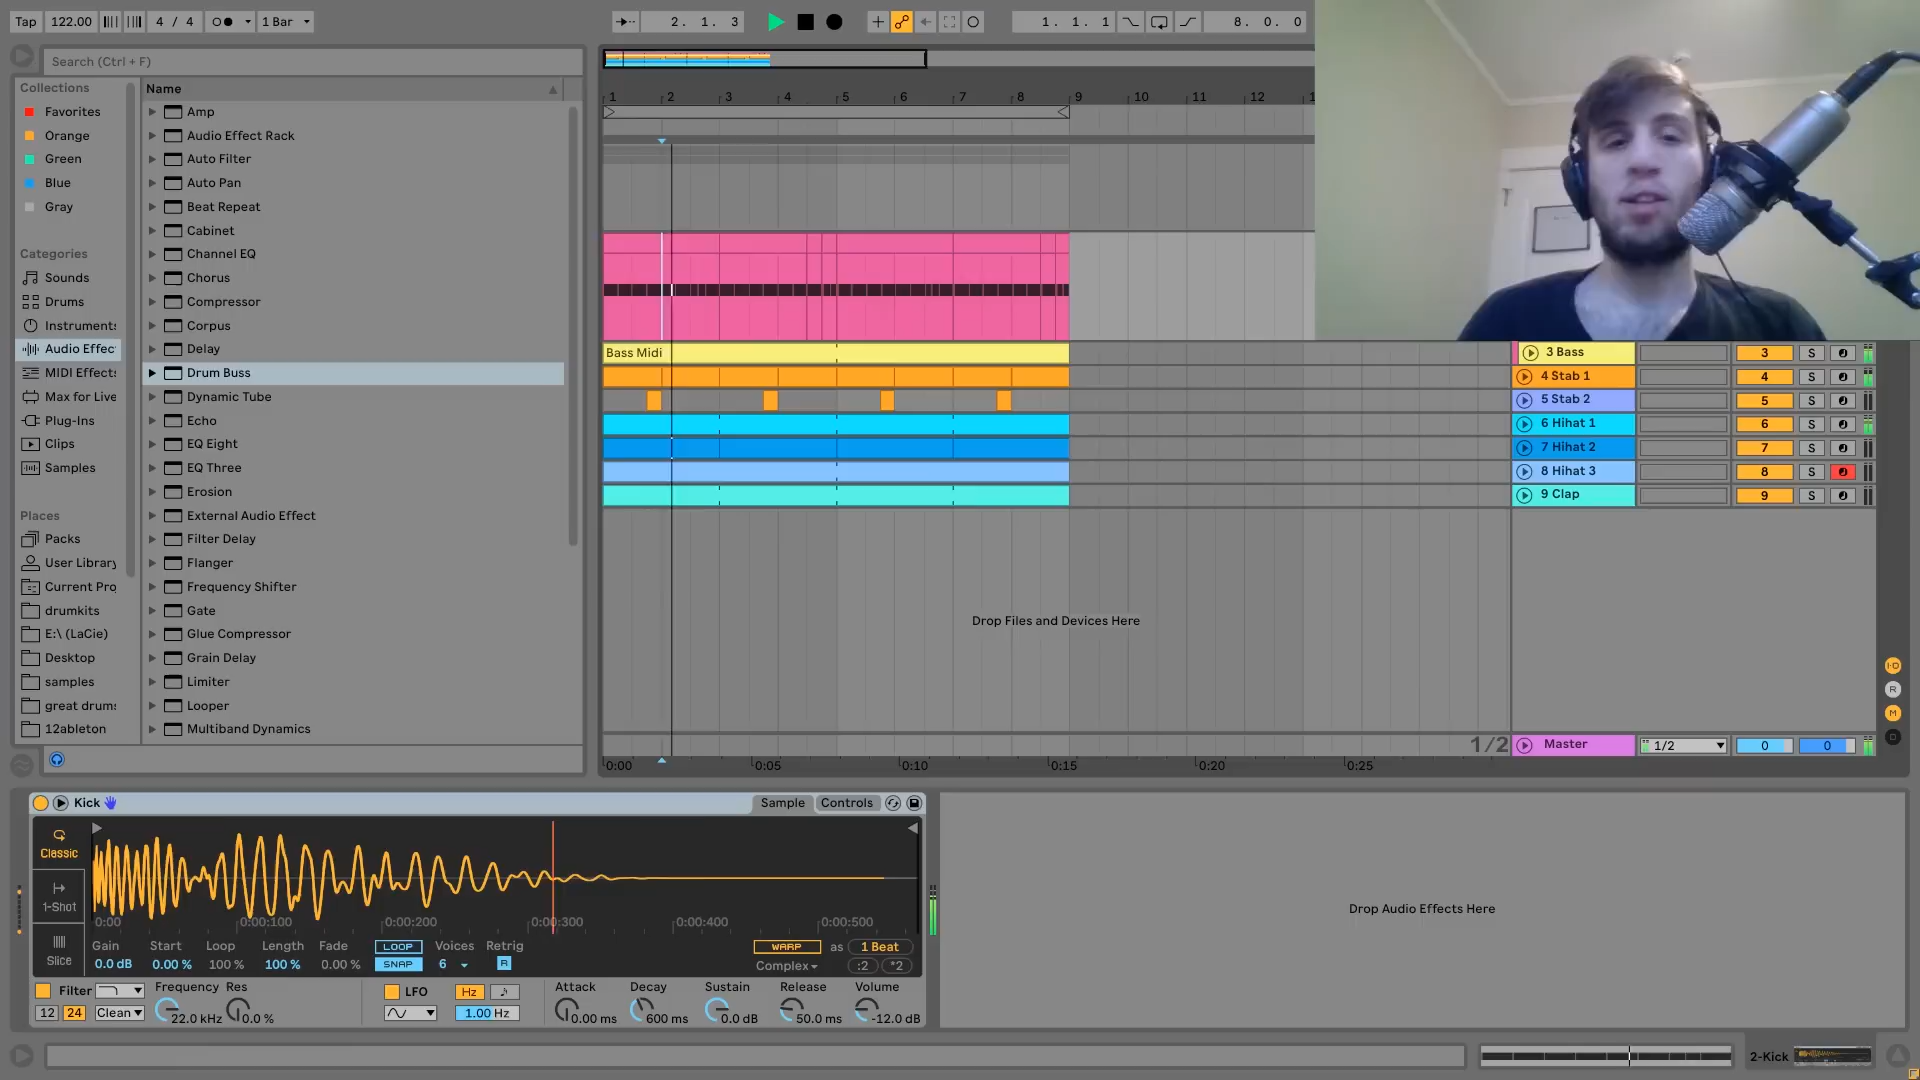 Tap 122.00 4 / 4 1 Bar 2. 1. 3 1. 1. 1 8. 0. 0
Search (Ctrl + F)
Collections
Favorites
Orange
Green
Blue
Gray
Categories
Sounds
Drums
Instrument
Audio Effec
MIDI Effect
Max for Live
Plug-Ins
Clips
Samples
Places
Packs
User Library
Current Pro
drumkits
E:\ (LaCie)
Desktop
samples
great drum
12ableton
Name
Amp
Audio Effect Rack
Auto Filter
Auto Pan
Beat Repeat
Cabinet
Channel EQ
Chorus
Compressor
Corpus
Delay
Drum Buss
Dynamic Tube
Echo
EQ Eight
EQ Three
Erosion
External Audio Effect
Filter Delay
Flanger
Frequency Shifter
Gate
Glue Compressor
Grain Delay
Limiter
Looper
Multiband Dynamics
1 2 3 4 5 6 7 8 9 10 11 12
Bass Midi
3 Bass 3 S
4 Stab 1 4 S
5 Stab 2 5 S
6 Hihat 1 6 S
7 Hihat 2 7 S
8 Hihat 3 8 S
9 Clap 9 S
Drop Files and Devices Here
I·O
R
M
D
1/2 Master 1/2 0 0
0:00 0:05 0:10 0:15 0:20 0:25
Kick Sample Controls
Classic
1-Shot
Slice
0:00 0:00:100 0:00:200 0:00:300 0:00:400 0:00:500
Gain Start Loop Length Fade LOOP Voices Retrig WARP as 1 Beat
0.0 dB 0.00 % 100 % 100 % 0.00 % SNAP 6 R Complex :2 *2
Filter Frequency Res LFO Hz Attack Decay Sustain Release Volume
12 24 Clean 22.0 kHz 0.0 % 1.00 Hz 0.00 ms 600 ms 0.0 dB 50.0 ms -12.0 dB
Drop Audio Effects Here
2-Kick